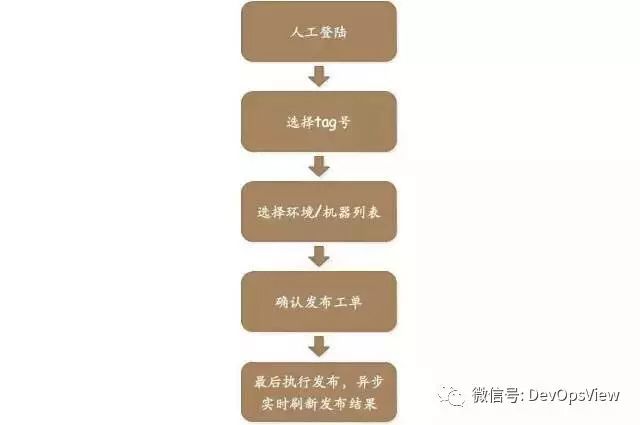 人工登陆
选择tag号
选择环境/机器列表
确认发布工单
最后执行发布，异步
实时刷新发布结果
微信号: DevOpsView